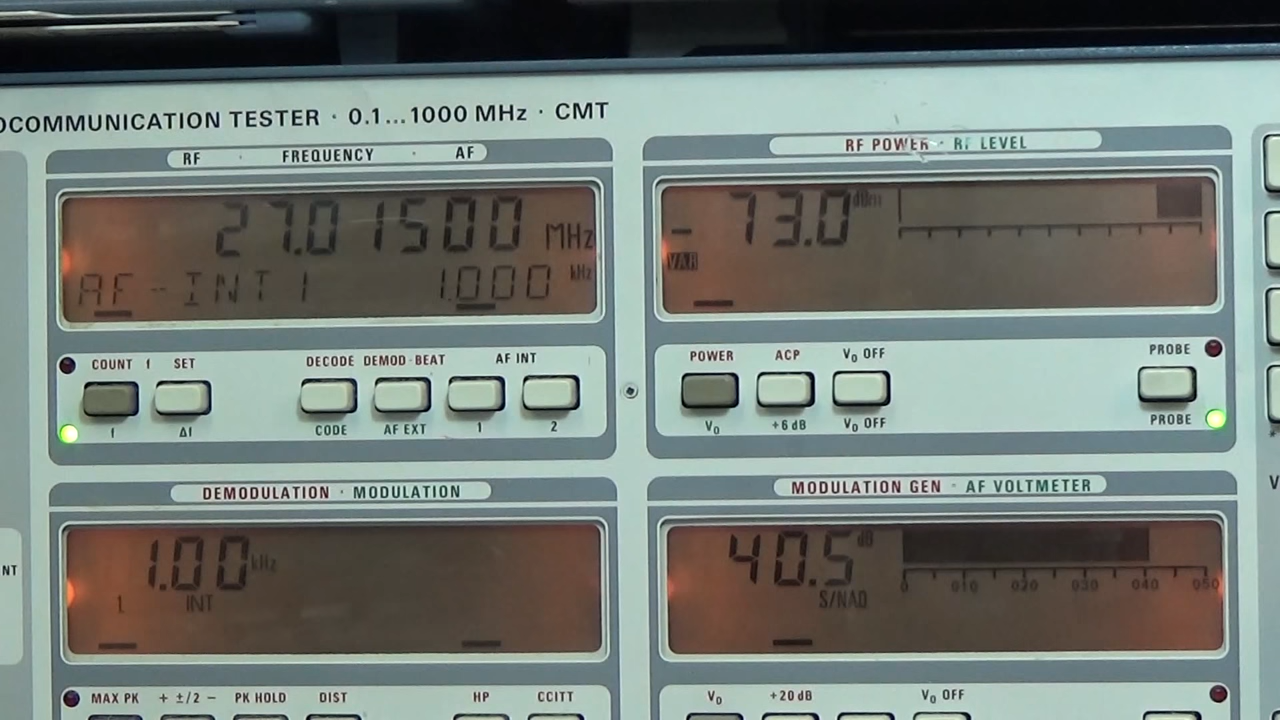 OCOMMUNICATION TESTER · 0.1...1000 MHz · CMT
RF · FREQUENCY · AF
27.01500 MHz
AF-INT 1 1.000 kHz
COUNT f SET DECODE DEMOD·BEAT AF INT
f Δf CODE AF EXT 1 2
RF POWER · RF LEVEL
- 73.0 dBm
VAR
POWER ACP V₀ OFF PROBE
V₀ +6 dB V₀ OFF PROBE
DEMODULATION · MODULATION
1.00 kHz
1 INT
NT
MAX PK + ±/2 - PK HOLD DIST HP CCITT
MODULATION GEN · AF VOLTMETER
40.5 dB
0 010 020 030 040 050
S/NAD
V₀ +20 dB V₀ OFF
V